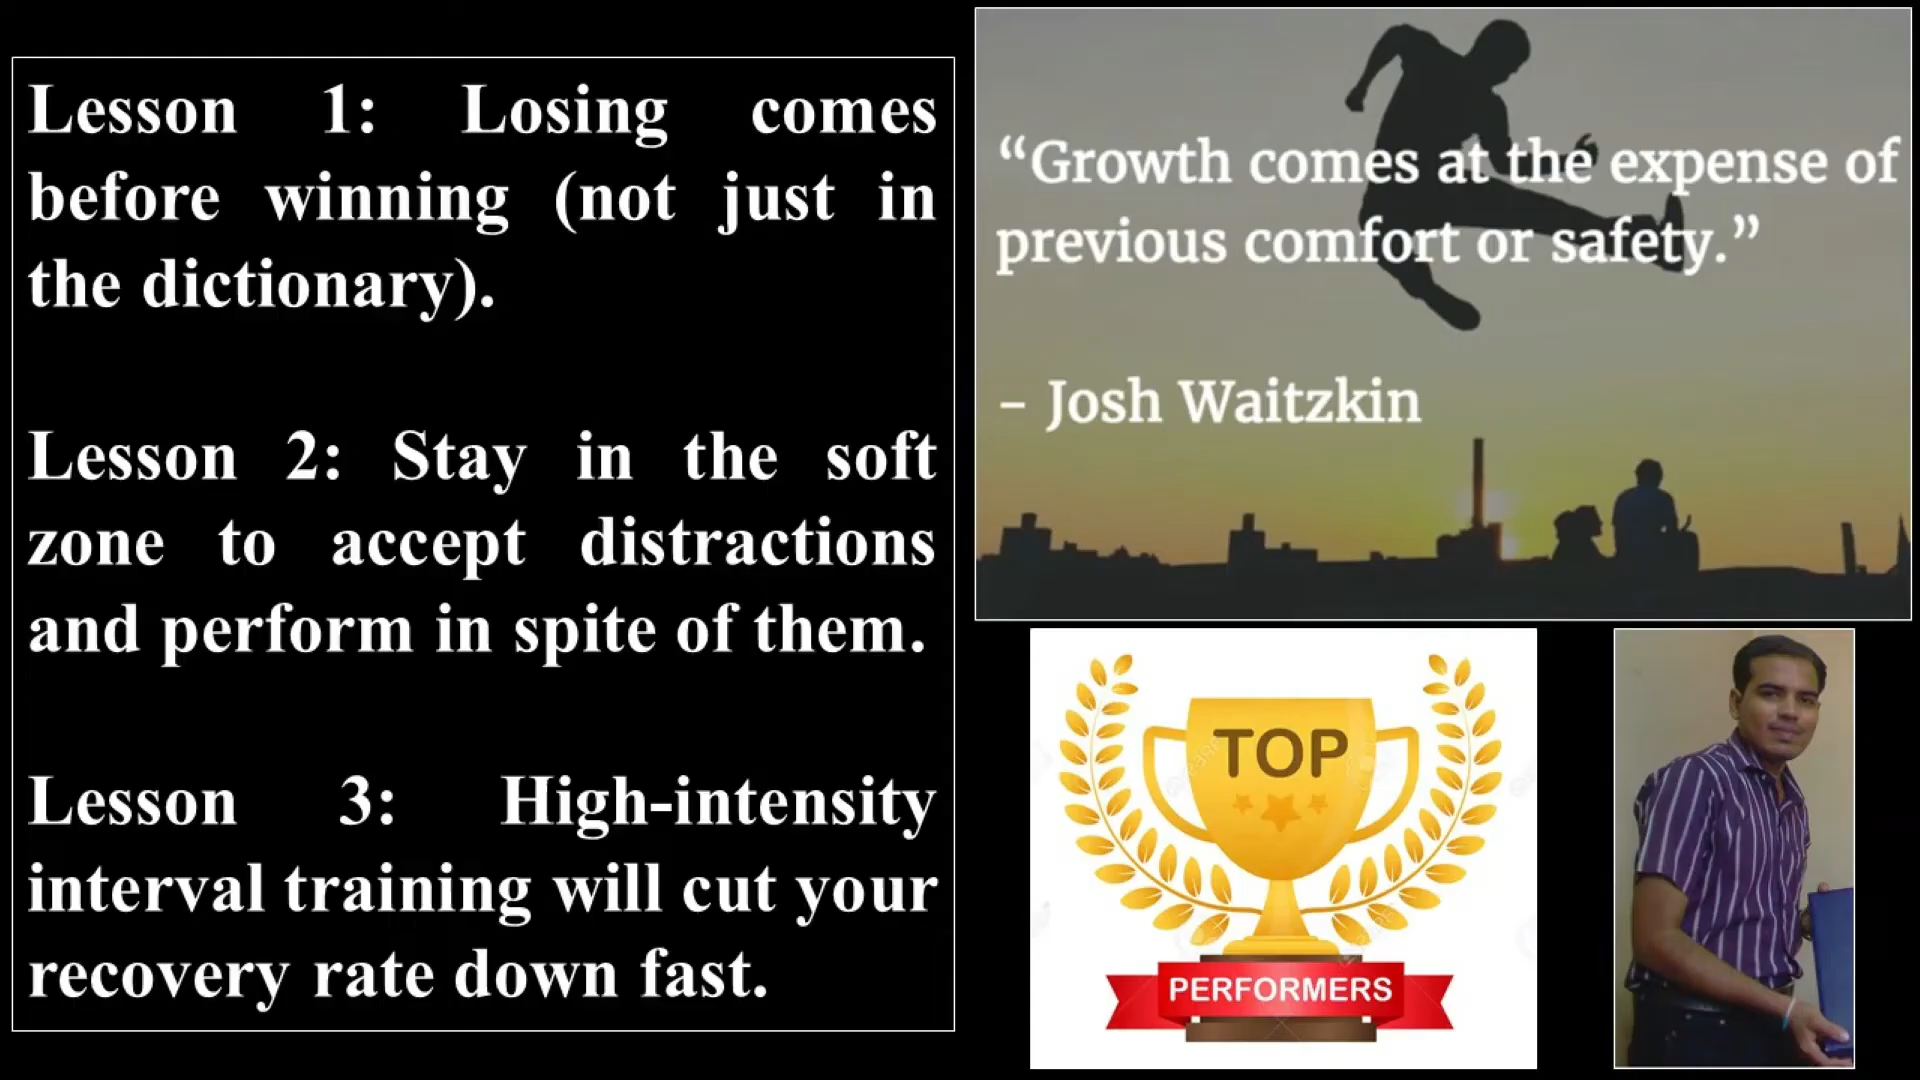 Lesson 1: Losing comes
before winning (not just in
the dictionary).
Lesson 2: Stay in the soft
zone to accept distractions
and perform in spite of them.
Lesson 3: High-intensity
interval training will cut your
recovery rate down fast.
“Growth comes at the expense of
previous comfort or safety.”
– Josh Waitzkin
TOP
PERFORMERS